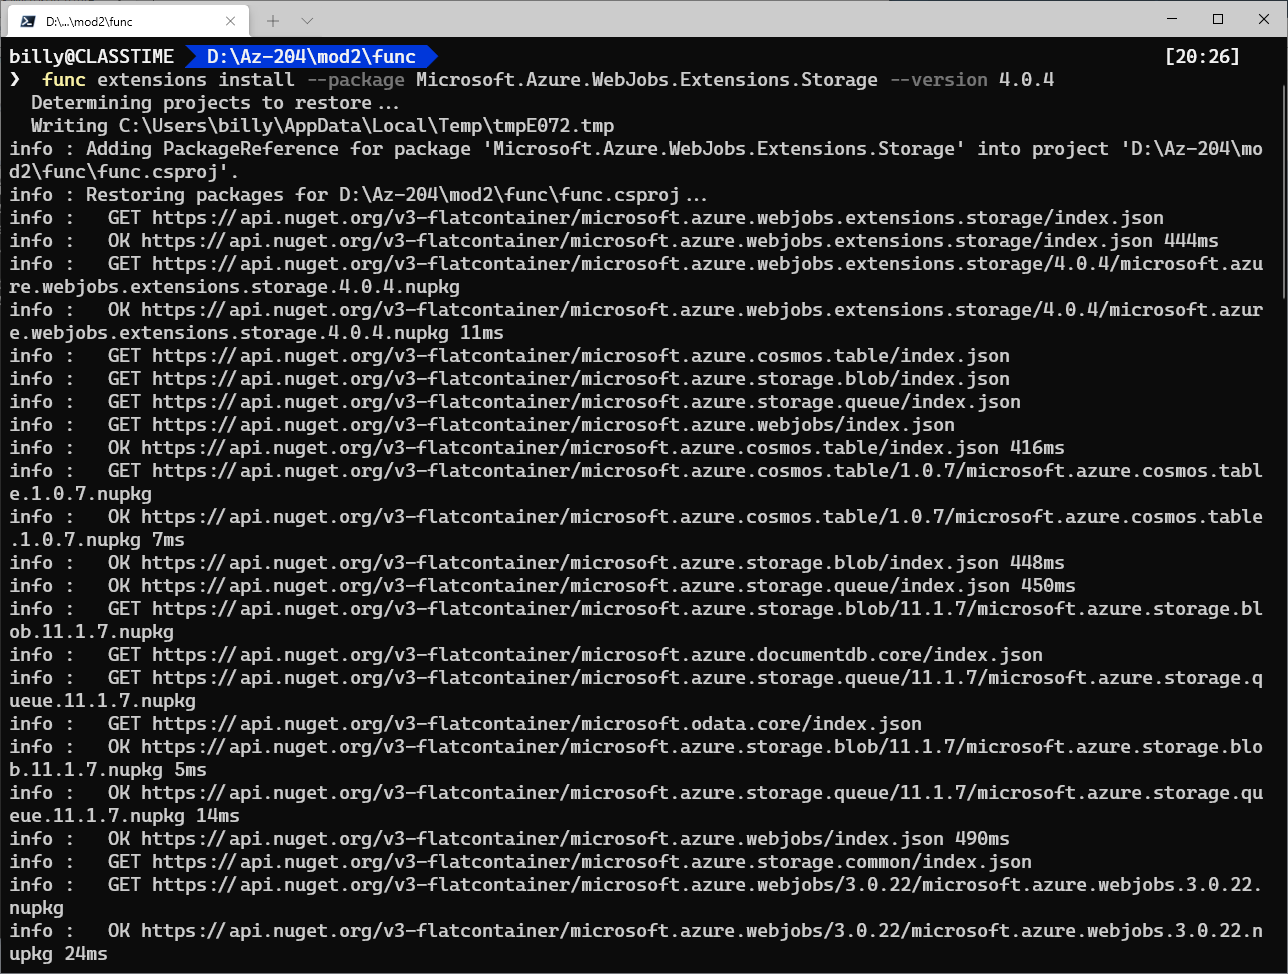 D:\...\mod2\func
billy@CLASSTIME D:\Az-204\mod2\func [20:26]
❯ func extensions install --package Microsoft.Azure.WebJobs.Extensions.Storage --version 4.0.4
Determining projects to restore...
Writing C:\Users\billy\AppData\Local\Temp\tmpE072.tmp
info : Adding PackageReference for package 'Microsoft.Azure.WebJobs.Extensions.Storage' into project 'D:\Az-204\mo
d2\func\func.csproj'.
info : Restoring packages for D:\Az-204\mod2\func\func.csproj...
info :   GET https://api.nuget.org/v3-flatcontainer/microsoft.azure.webjobs.extensions.storage/index.json
info :   OK https://api.nuget.org/v3-flatcontainer/microsoft.azure.webjobs.extensions.storage/index.json 444ms
info :   GET https://api.nuget.org/v3-flatcontainer/microsoft.azure.webjobs.extensions.storage/4.0.4/microsoft.azu
re.webjobs.extensions.storage.4.0.4.nupkg
info :   OK https://api.nuget.org/v3-flatcontainer/microsoft.azure.webjobs.extensions.storage/4.0.4/microsoft.azur
e.webjobs.extensions.storage.4.0.4.nupkg 11ms
info :   GET https://api.nuget.org/v3-flatcontainer/microsoft.azure.cosmos.table/index.json
info :   GET https://api.nuget.org/v3-flatcontainer/microsoft.azure.storage.blob/index.json
info :   GET https://api.nuget.org/v3-flatcontainer/microsoft.azure.storage.queue/index.json
info :   GET https://api.nuget.org/v3-flatcontainer/microsoft.azure.webjobs/index.json
info :   OK https://api.nuget.org/v3-flatcontainer/microsoft.azure.cosmos.table/index.json 416ms
info :   GET https://api.nuget.org/v3-flatcontainer/microsoft.azure.cosmos.table/1.0.7/microsoft.azure.cosmos.tabl
e.1.0.7.nupkg
info :   OK https://api.nuget.org/v3-flatcontainer/microsoft.azure.cosmos.table/1.0.7/microsoft.azure.cosmos.table
.1.0.7.nupkg 7ms
info :   OK https://api.nuget.org/v3-flatcontainer/microsoft.azure.storage.blob/index.json 448ms
info :   OK https://api.nuget.org/v3-flatcontainer/microsoft.azure.storage.queue/index.json 450ms
info :   GET https://api.nuget.org/v3-flatcontainer/microsoft.azure.storage.blob/11.1.7/microsoft.azure.storage.bl
ob.11.1.7.nupkg
info :   GET https://api.nuget.org/v3-flatcontainer/microsoft.azure.documentdb.core/index.json
info :   GET https://api.nuget.org/v3-flatcontainer/microsoft.azure.storage.queue/11.1.7/microsoft.azure.storage.q
ueue.11.1.7.nupkg
info :   GET https://api.nuget.org/v3-flatcontainer/microsoft.odata.core/index.json
info :   OK https://api.nuget.org/v3-flatcontainer/microsoft.azure.storage.blob/11.1.7/microsoft.azure.storage.blo
b.11.1.7.nupkg 5ms
info :   OK https://api.nuget.org/v3-flatcontainer/microsoft.azure.storage.queue/11.1.7/microsoft.azure.storage.qu
eue.11.1.7.nupkg 14ms
info :   OK https://api.nuget.org/v3-flatcontainer/microsoft.azure.webjobs/index.json 490ms
info :   GET https://api.nuget.org/v3-flatcontainer/microsoft.azure.storage.common/index.json
info :   GET https://api.nuget.org/v3-flatcontainer/microsoft.azure.webjobs/3.0.22/microsoft.azure.webjobs.3.0.22.
nupkg
info :   OK https://api.nuget.org/v3-flatcontainer/microsoft.azure.webjobs/3.0.22/microsoft.azure.webjobs.3.0.22.n
upkg 24ms